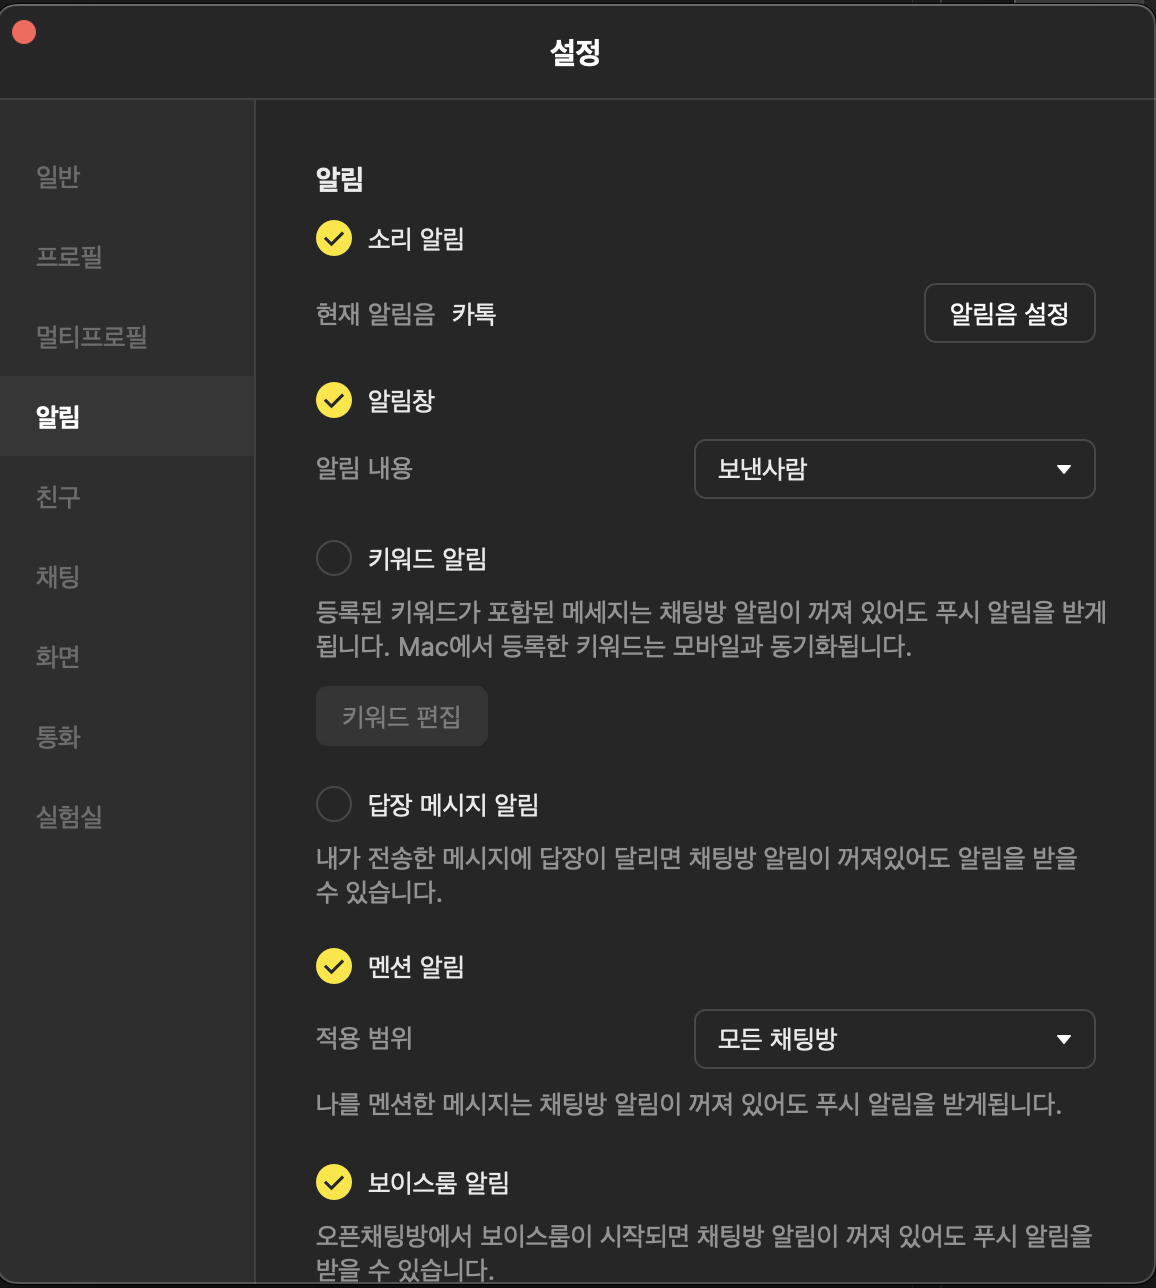 설정
일반
프로필
멀티프로필
알림
친구
채팅
화면
통화
실험실
알림
소리 알림
현재 알림음 카톡
알림음 설정
알림창
알림 내용
보낸사람
키워드 알림
등록된 키워드가 포함된 메세지는 채팅방 알림이 꺼져 있어도 푸시 알림을 받게
됩니다. Mac에서 등록한 키워드는 모바일과 동기화됩니다.
키워드 편집
답장 메시지 알림
내가 전송한 메시지에 답장이 달리면 채팅방 알림이 꺼져있어도 알림을 받을
수 있습니다.
멘션 알림
적용 범위
모든 채팅방
나를 멘션한 메시지는 채팅방 알림이 꺼져 있어도 푸시 알림을 받게됩니다.
보이스룸 알림
오픈채팅방에서 보이스룸이 시작되면 채팅방 알림이 꺼져 있어도 푸시 알림을
받을 수 있습니다.